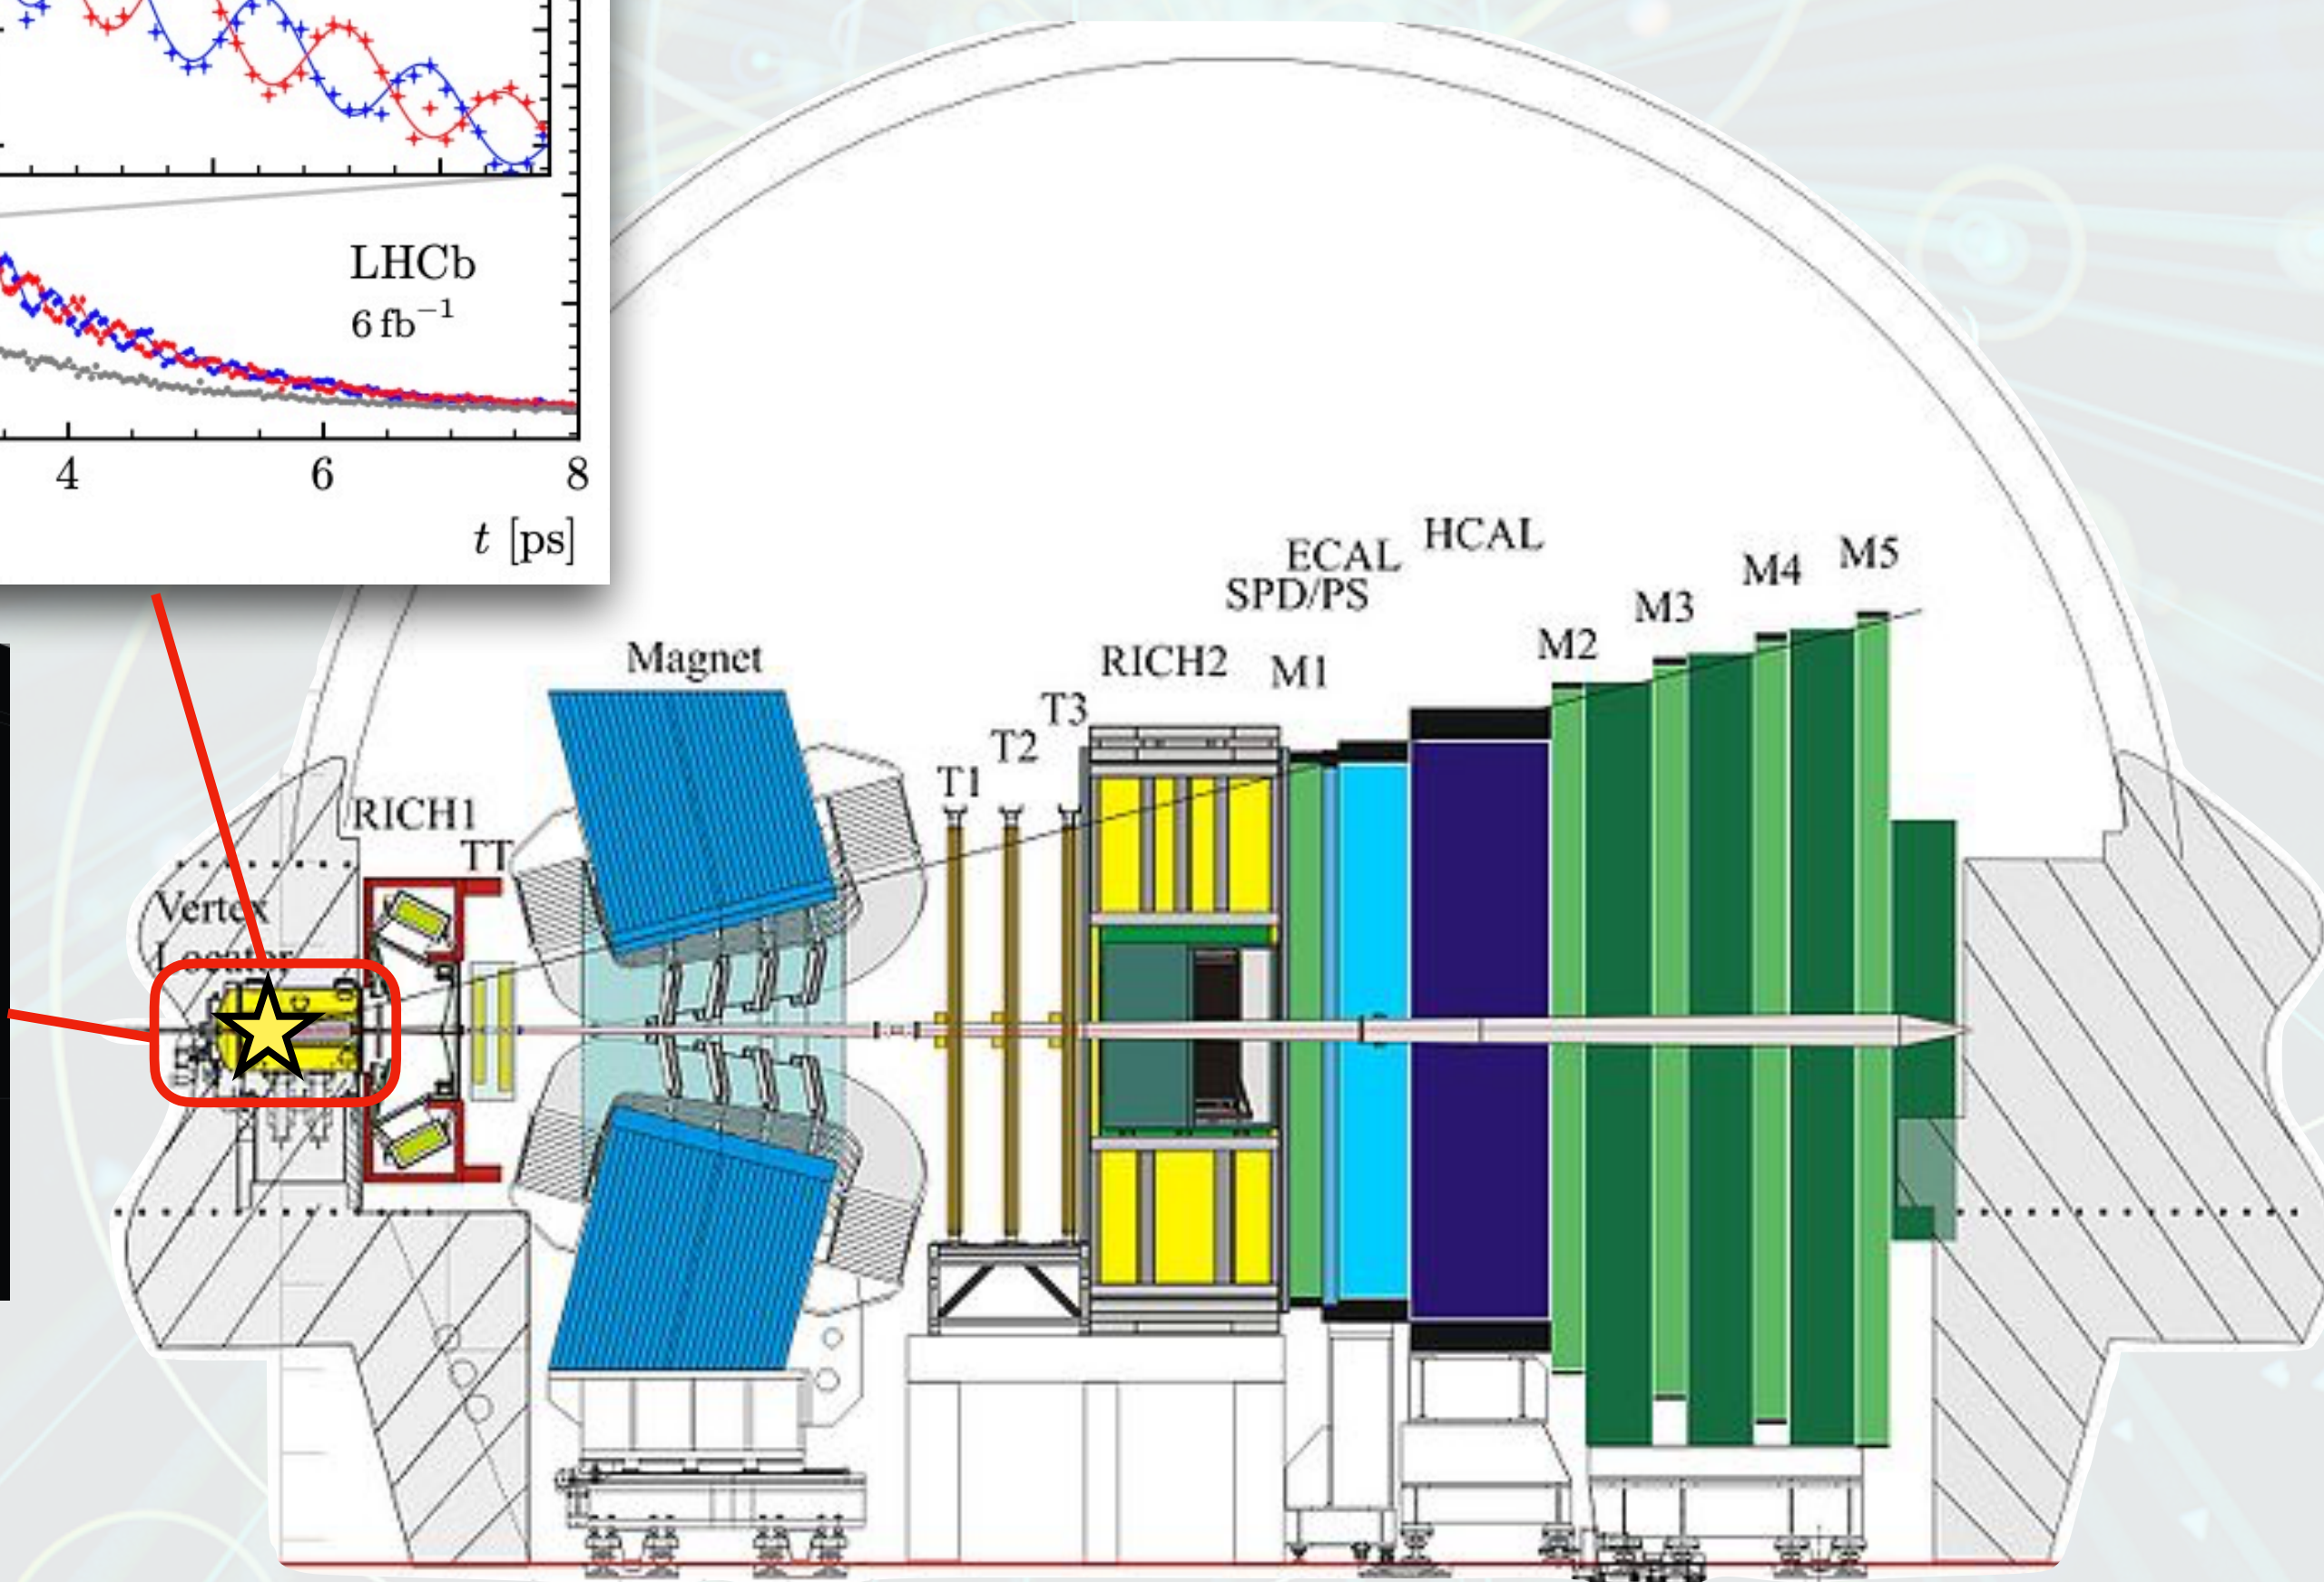 LHCb
6 fb⁻¹
4 6 8
t [ps]
HCAL
ECAL
SPD/PS
M5
M4
M3
M2
M1
RICH2
Magnet
T3
T2
T1
RICH1
TT
Vertex
Locator